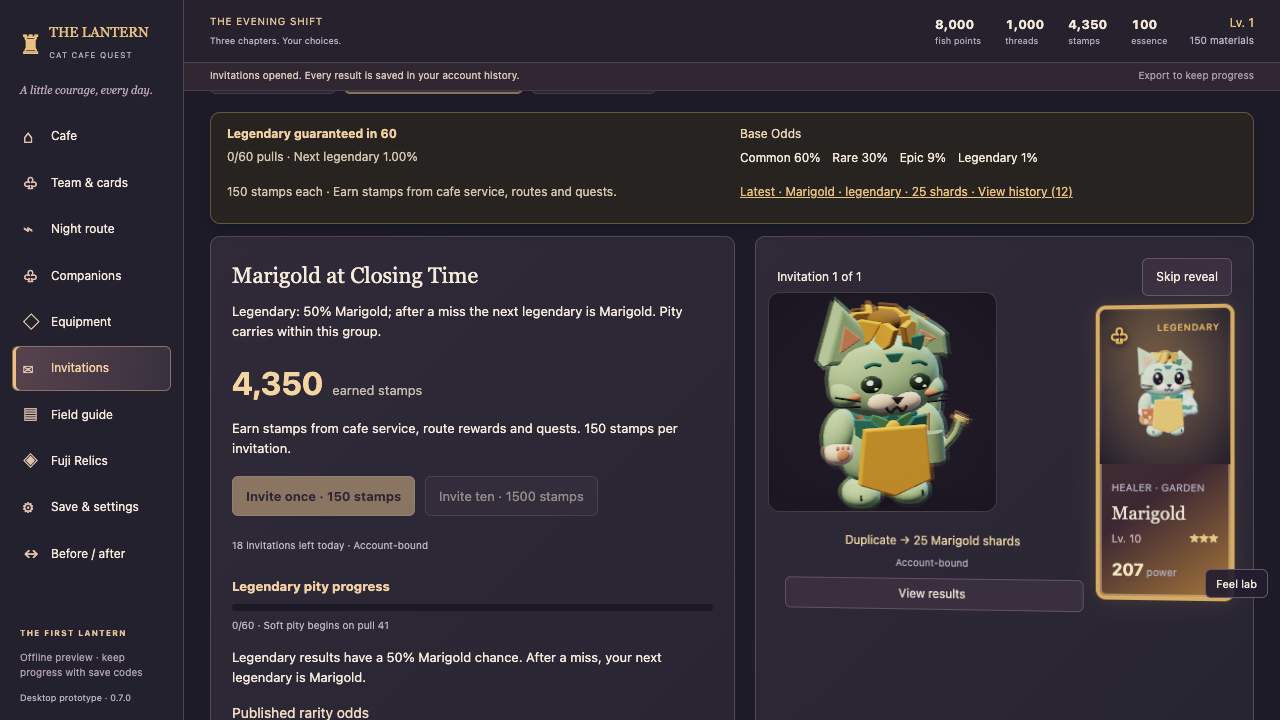 THE LANTERN
CAT CAFE QUEST
A little courage, every day.
Cafe
Team & cards
Night route
Companions
Equipment
Invitations
Field guide
Fuji Relics
Save & settings
Before / after
THE FIRST LANTERN
Offline preview · keep
progress with save codes
Desktop prototype · 0.7.0
THE EVENING SHIFT
Three chapters. Your choices.
8,000
fish points
1,000
threads
4,350
stamps
100
essence
Lv. 1
150 materials
Invitations opened. Every result is saved in your account history.
Export to keep progress
Legendary guaranteed in 60
0/60 pulls · Next legendary 1.00%
150 stamps each · Earn stamps from cafe service, routes and quests.
Base Odds
Common 60% Rare 30% Epic 9% Legendary 1%
Latest · Marigold · legendary · 25 shards · View history (12)
Marigold at Closing Time
Legendary: 50% Marigold; after a miss the next legendary is Marigold. Pity
carries within this group.
4,350 earned stamps
Earn stamps from cafe service, route rewards and quests. 150 stamps per
invitation.
Invite once · 150 stamps
Invite ten · 1500 stamps
18 invitations left today · Account-bound
Legendary pity progress
0/60 · Soft pity begins on pull 41
Legendary results have a 50% Marigold chance. After a miss, your next
legendary is Marigold.
Published rarity odds
Invitation 1 of 1
Skip reveal
Duplicate → 25 Marigold shards
Account-bound
View results
LEGENDARY
HEALER · GARDEN
Marigold
Lv. 10 ★★★
207 power
Feel lab